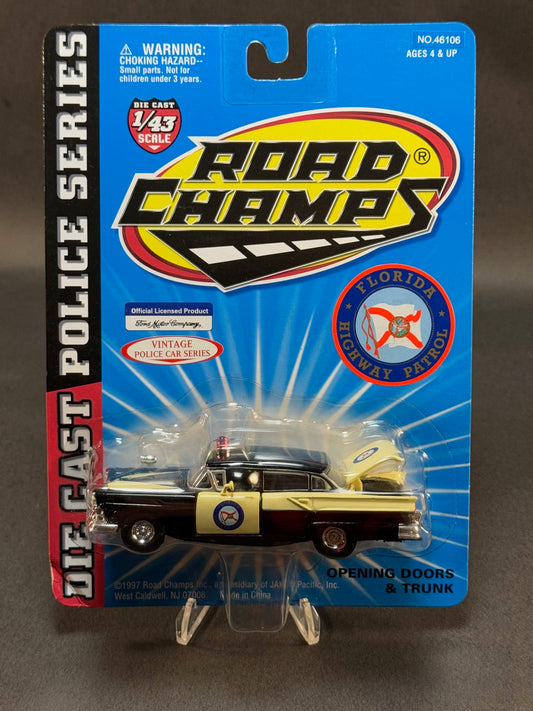 WARNING:
CHOKING HAZARD--
Small parts. Not for
children under 3 years.
NO.46106
AGES 4 & UP
DIE CAST
1/43
SCALE
ROAD
CHAMPS®
DIE CAST POLICE SERIES
Official Licensed Product
Ford Motor Company
VINTAGE
POLICE CAR SERIES
FLORIDA
HIGHWAY PATROL
©1997 Road Champs Inc., a subsidiary of Pacific, Inc.
West Caldwell, NJ 07006. Made in China
OPENING DOORS
& TRUNK